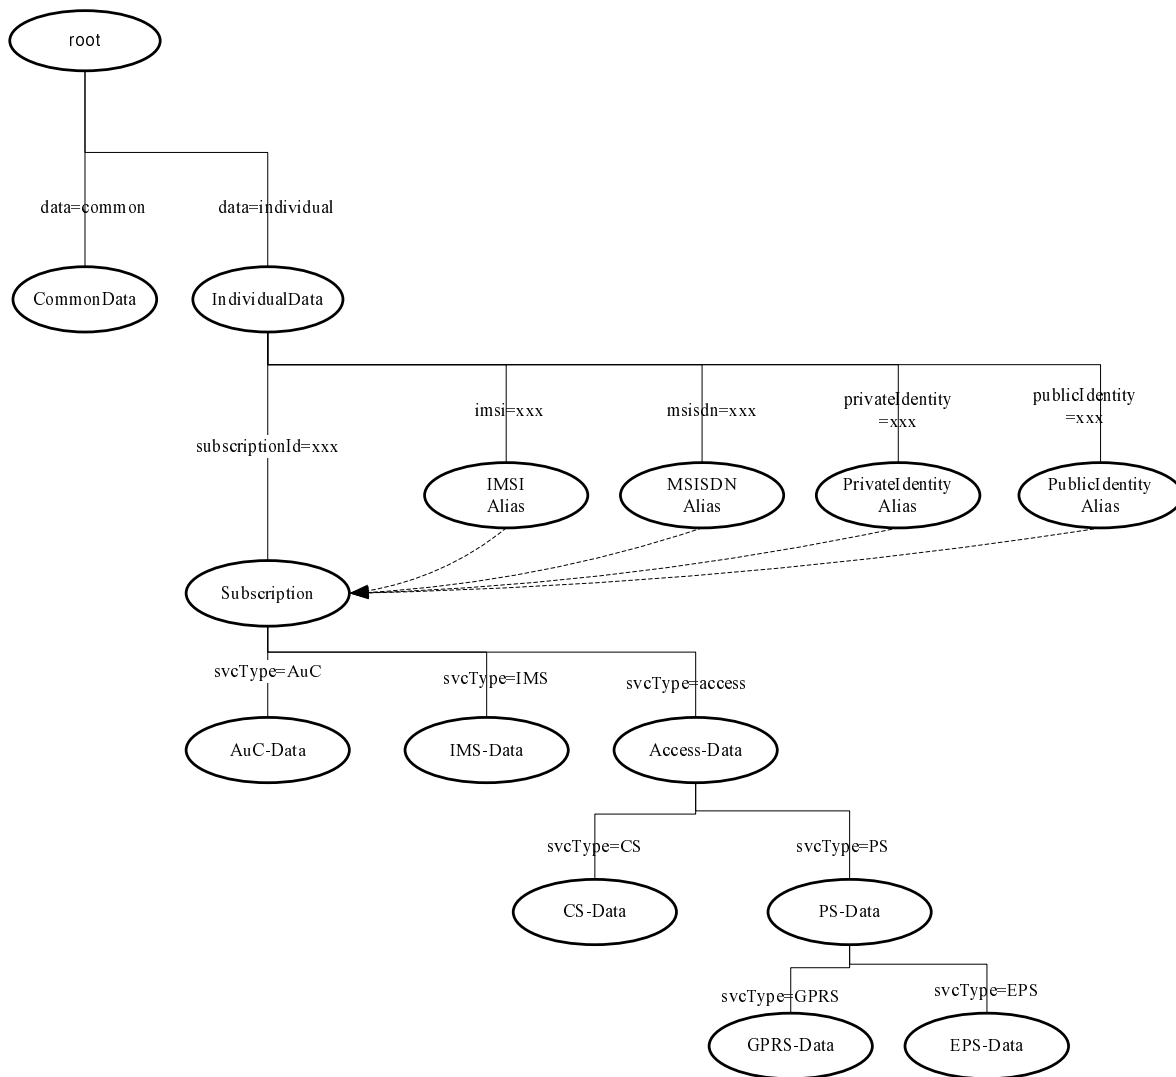 root
data=common
data=individual
CommonData
IndividualData
imsi=xxx
msisdn=xxx
privateIdentity
=xxx
publicIdentity
=xxx
subscriptionId=xxx
IMSI
Alias
MSISDN
Alias
PrivateIdentity
Alias
PublicIdentity
Alias
Subscription
svcType=AuC
svcType=IMS
svcType=access
AuC-Data
IMS-Data
Access-Data
svcType=CS
svcType=PS
CS-Data
PS-Data
svcType=GPRS
svcType=EPS
GPRS-Data
EPS-Data